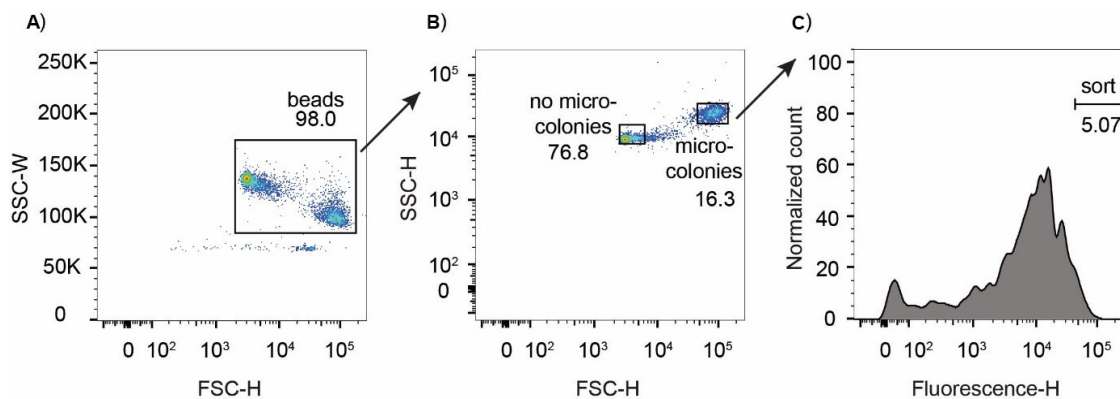 A)
250K
200K
150K
100K
50K
0
SSC-W
beads
98.0
0 10² 10³ 10⁴ 10⁵
FSC-H
B)
10⁵
10⁴
10³
10²
0
SSC-H
no micro-
colonies
76.8
micro-
colonies
16.3
0 10² 10³ 10⁴ 10⁵
FSC-H
C)
100
80
60
40
20
0
Normalized count
sort
5.07
0 10² 10³ 10⁴ 10⁵
Fluorescence-H